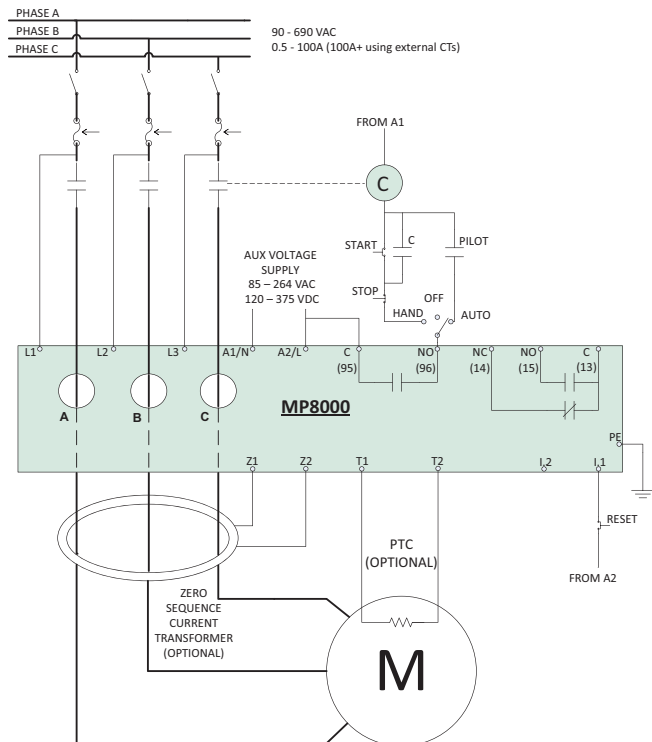 PHASE A
PHASE B
PHASE C
90 - 690 VAC
0.5 - 100A (100A+ using external CTs)
FROM A1
C
START
C
PILOT
STOP
OFF
HAND
AUTO
AUX VOLTAGE
SUPPLY
85 – 264 VAC
120 – 375 VDC
L1
L2
L3
A1/N
A2/L
C
(95)
NO
(96)
NC
(14)
NO
(15)
C
(13)
A
B
C
MP8000
PE
Z1
Z2
T1
T2
I.2
I.1
RESET
FROM A2
PTC
(OPTIONAL)
ZERO
SEQUENCE
CURRENT
TRANSFORMER
(OPTIONAL)
M